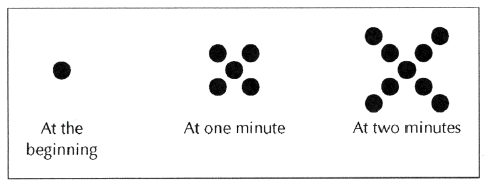 At the
beginning
At one minute
At two minutes